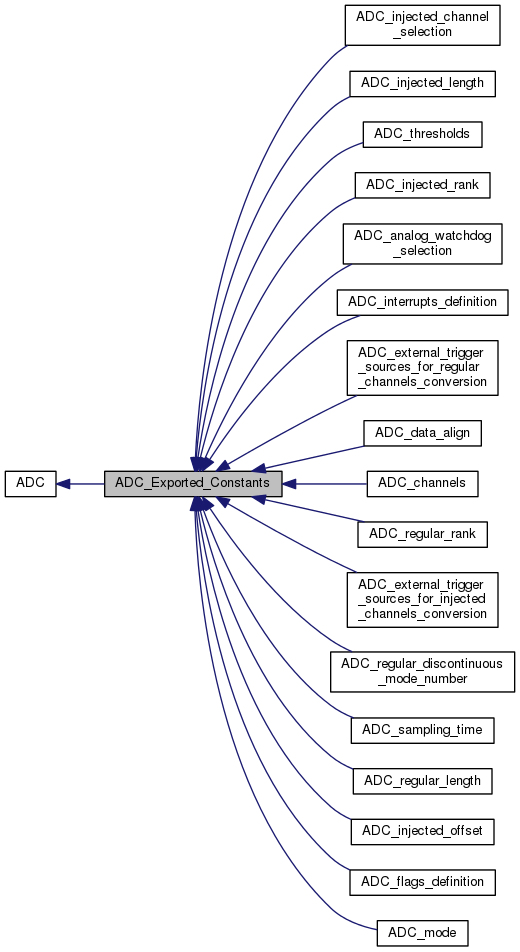 ADC_injected_channel
_selection
ADC_injected_length
ADC_thresholds
ADC_injected_rank
ADC_analog_watchdog
_selection
ADC_interrupts_definition
ADC_external_trigger
_sources_for_regular
_channels_conversion
ADC_data_align
ADC
ADC_Exported_Constants
ADC_channels
ADC_regular_rank
ADC_external_trigger
_sources_for_injected
_channels_conversion
ADC_regular_discontinuous
_mode_number
ADC_sampling_time
ADC_regular_length
ADC_injected_offset
ADC_flags_definition
ADC_mode